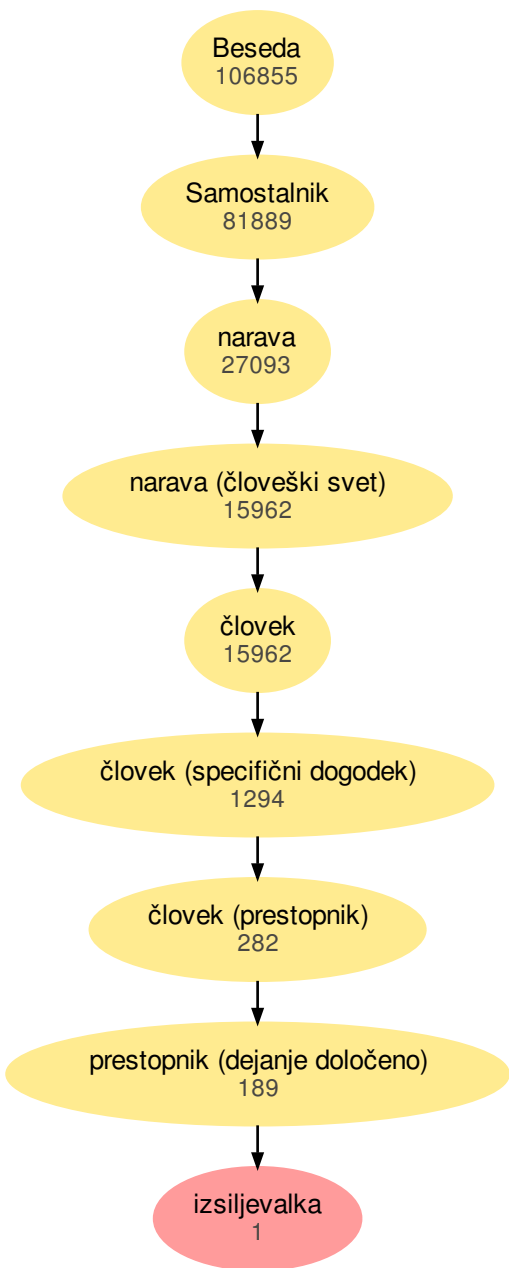 Beseda
106855
Samostalnik
81889
narava
27093
narava (človeški svet)
15962
človek
15962
človek (specifični dogodek)
1294
človek (prestopnik)
282
prestopnik (dejanje določeno)
189
izsiljevalka
1